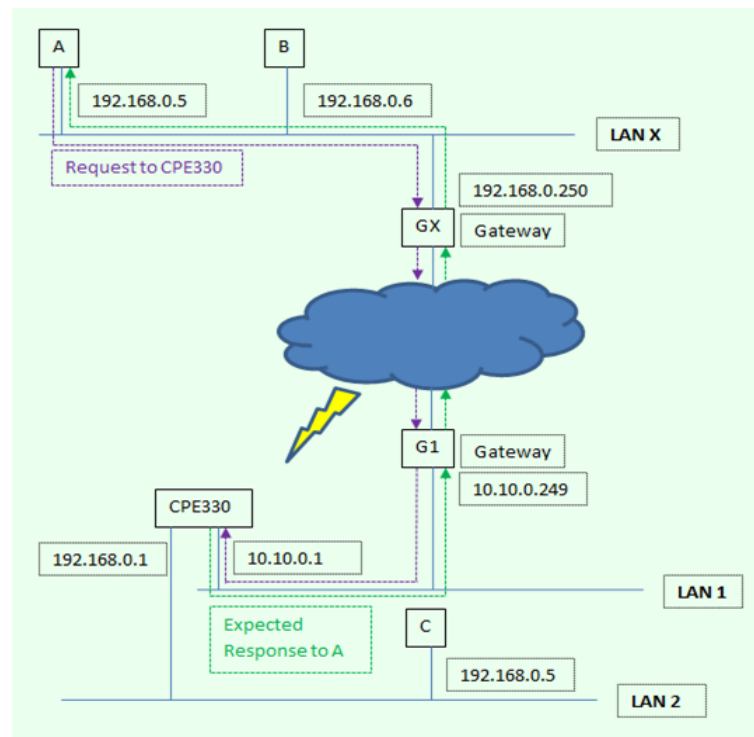 A
B
192.168.0.5
192.168.0.6
LAN X
Request to CPE330
192.168.0.250
GX
Gateway
G1
Gateway
10.10.0.249
CPE330
192.168.0.1
10.10.0.1
LAN 1
Expected
Response to A
C
192.168.0.5
LAN 2